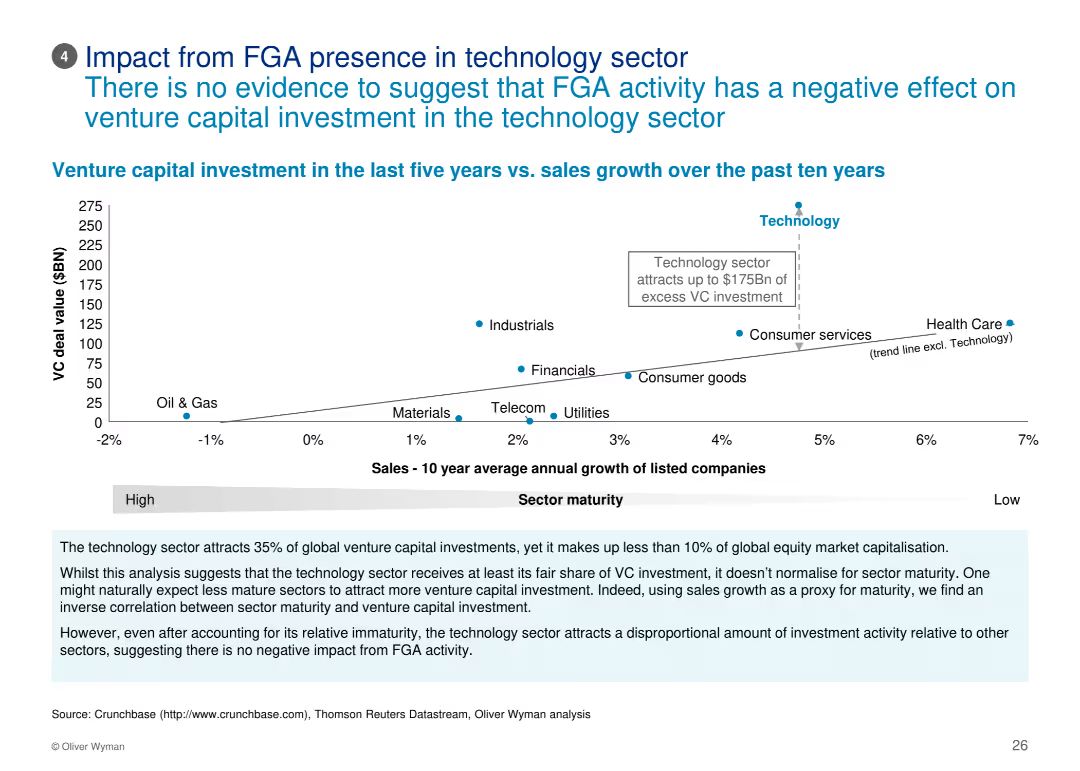 4 Impact from FGA presence in technology sector
There is no evidence to suggest that FGA activity has a negative effect on
venture capital investment in the technology sector
Venture capital investment in the last five years vs. sales growth over the past ten years
VC deal value ($BN)
275
250
225
200
175
150
125
100
75
50
25
0
Technology
Technology sector
attracts up to $175Bn of
excess VC investment
Industrials
Health Care
Consumer services
(trend line excl. Technology)
Financials
Consumer goods
Oil & Gas
Materials
Telecom
Utilities
-2% -1% 0% 1% 2% 3% 4% 5% 6% 7%
Sales - 10 year average annual growth of listed companies
High Sector maturity Low
The technology sector attracts 35% of global venture capital investments, yet it makes up less than 10% of global equity market capitalisation.
Whilst this analysis suggests that the technology sector receives at least its fair share of VC investment, it doesn't normalise for sector maturity. One
might naturally expect less mature sectors to attract more venture capital investment. Indeed, using sales growth as a proxy for maturity, we find an
inverse correlation between sector maturity and venture capital investment.
However, even after accounting for its relative immaturity, the technology sector attracts a disproportional amount of investment activity relative to other
sectors, suggesting there is no negative impact from FGA activity.
Source: Crunchbase (http://www.crunchbase.com), Thomson Reuters Datastream, Oliver Wyman analysis
© Oliver Wyman 26